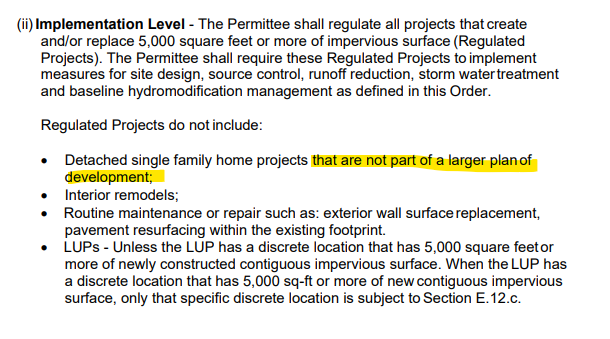 (ii) Implementation Level - The Permittee shall regulate all projects that create
and/or replace 5,000 square feet or more of impervious surface (Regulated
Projects). The Permittee shall require these Regulated Projects to implement
measures for site design, source control, runoff reduction, storm water treatment
and baseline hydromodification management as defined in this Order.
Regulated Projects do not include:
• Detached single family home projects that are not part of a larger plan of
development;
• Interior remodels;
• Routine maintenance or repair such as: exterior wall surface replacement,
pavement resurfacing within the existing footprint.
• LUPs - Unless the LUP has a discrete location that has 5,000 square feet or
more of newly constructed contiguous impervious surface. When the LUP has
a discrete location that has 5,000 sq-ft or more of new contiguous impervious
surface, only that specific discrete location is subject to Section E.12.c.